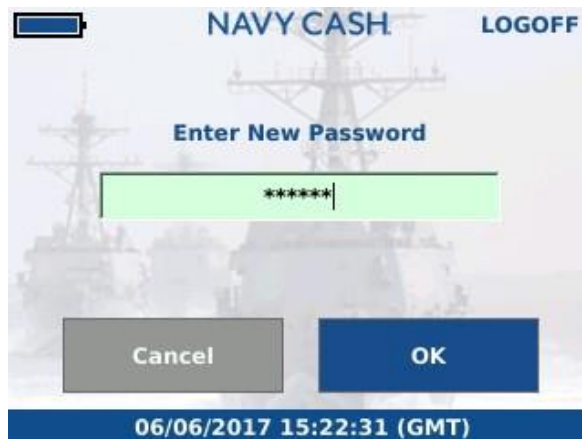 NAVY CASH. LOGOFF
Enter New Password
******
Cancel OK
06/06/2017 15:22:31 (GMT)